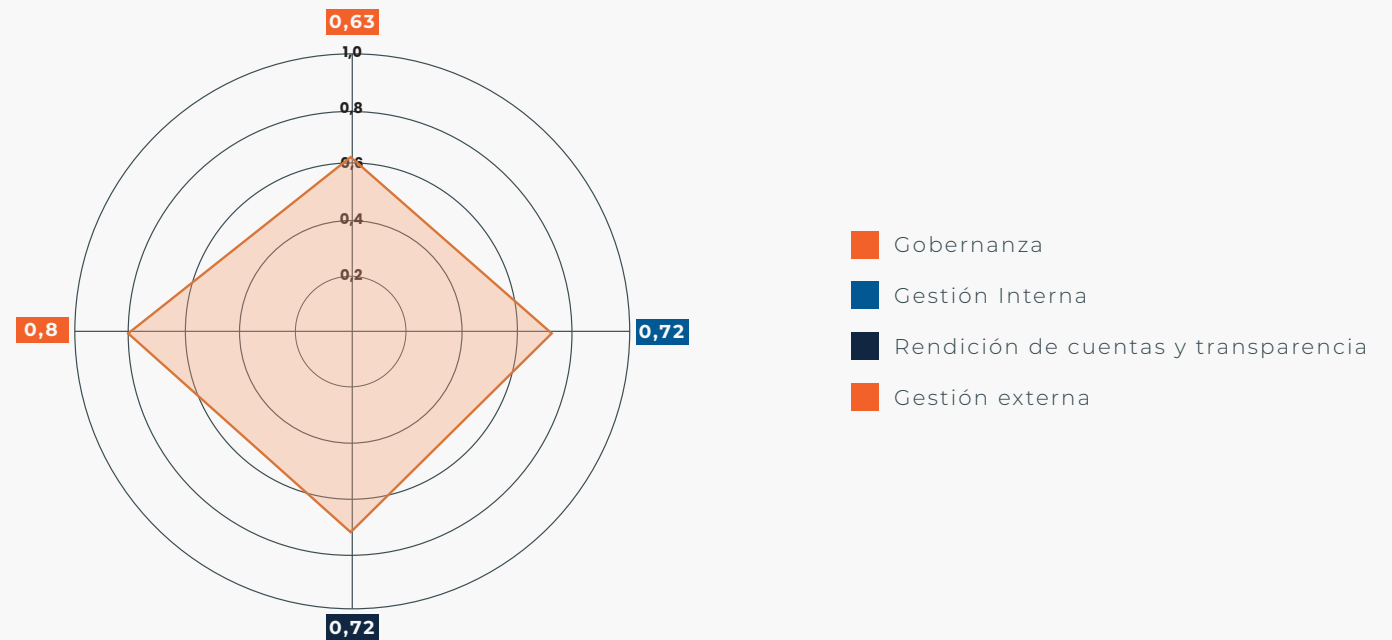 0,63
1,0
0,8
0,6
0,4
0,2
0,8
0,72
0,72
Gobernanza
Gestión Interna
Rendición de cuentas y transparencia
Gestión externa